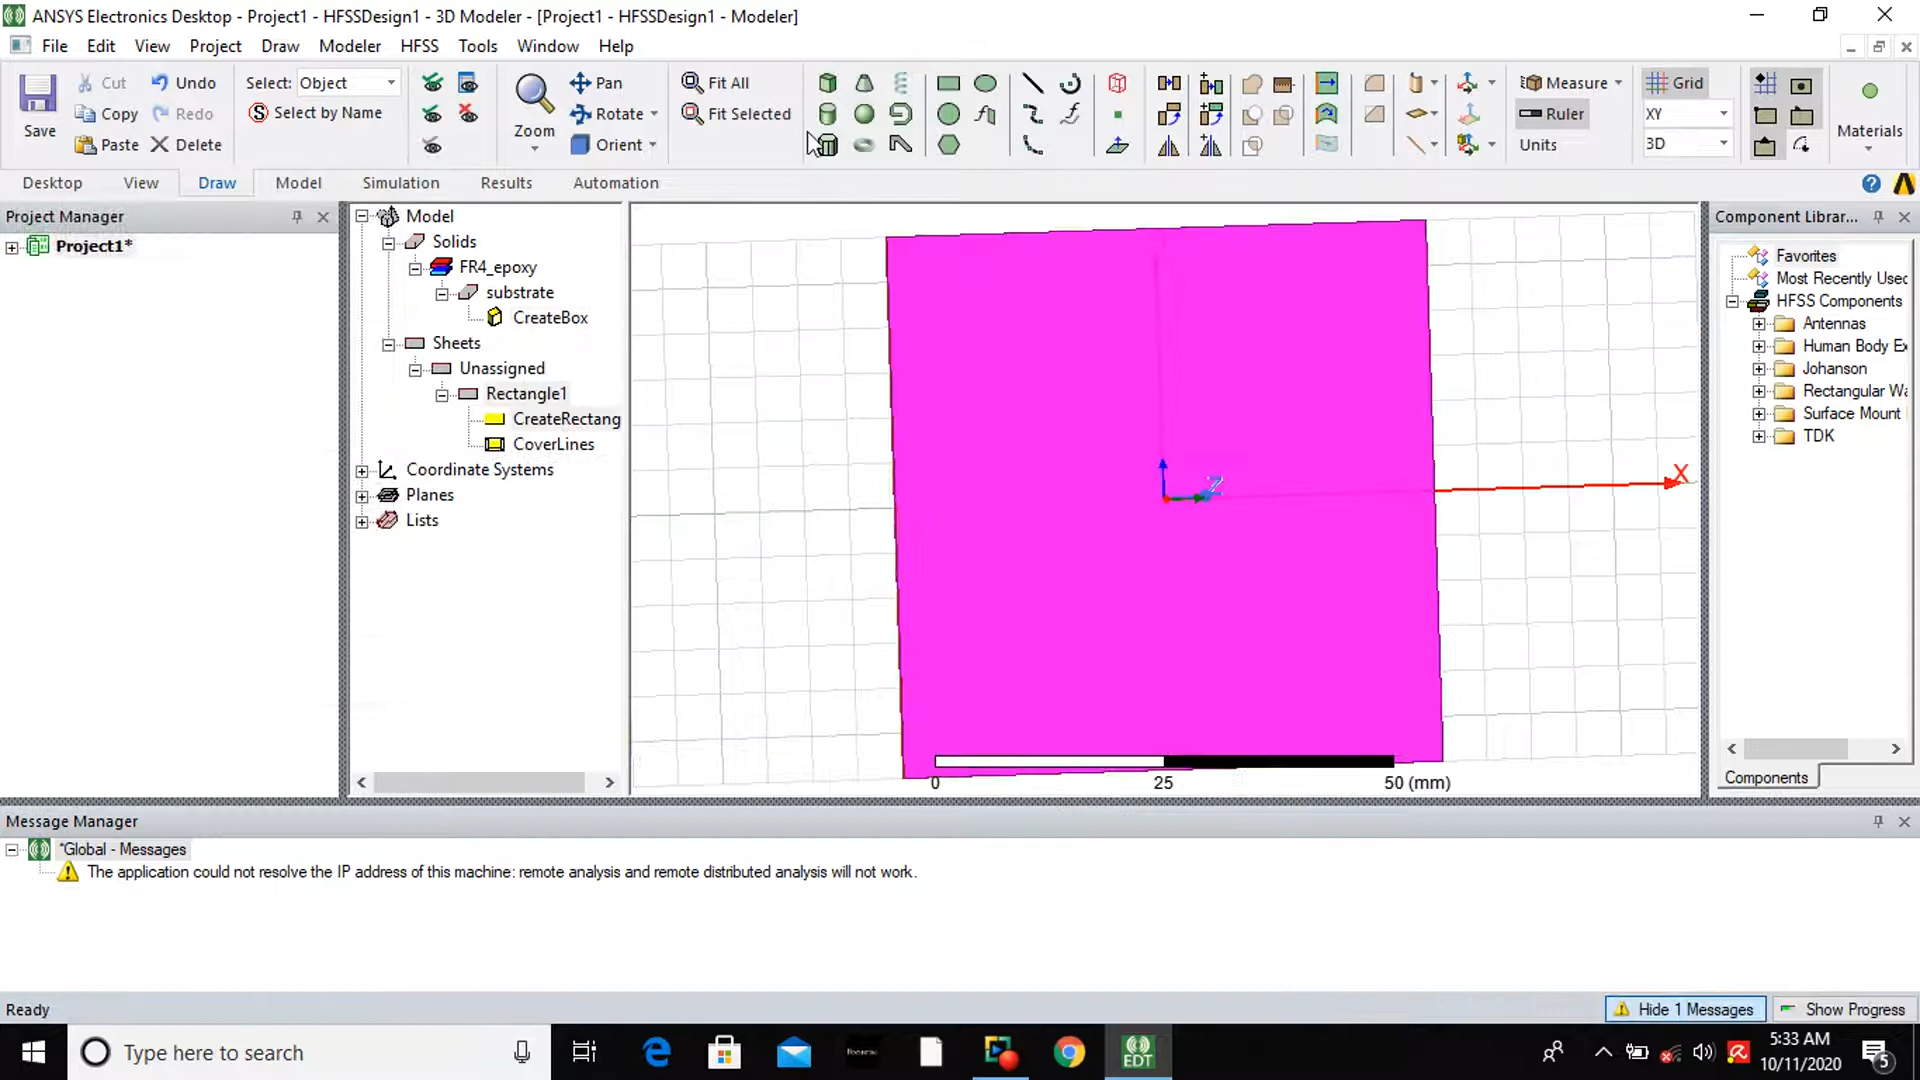 ANSYS Electronics Desktop - Project1 - HFSSDesign1 - 3D Modeler - [Project1 - HFSSDesign1 - Modeler]
File Edit View Project Draw Modeler HFSS Tools Window Help
Save
Cut
Copy
Paste
Undo
Redo
Delete
Select: Object
Select by Name
Zoom
Pan
Rotate
Orient
Fit All
Fit Selected
Measure
Ruler
Units
Grid
XY
3D
Materials
Desktop View Draw Model Simulation Results Automation
Project Manager
Project1*
Model
Solids
FR4_epoxy
substrate
CreateBox
Sheets
Unassigned
Rectangle1
CreateRectang
CoverLines
Coordinate Systems
Planes
Lists
Z
X
0 25 50 (mm)
Component Librar...
Favorites
Most Recently Used
HFSS Components
Antennas
Human Body Ex
Johanson
Rectangular Wa
Surface Mount
TDK
Components
Message Manager
*Global - Messages
The application could not resolve the IP address of this machine: remote analysis and remote distributed analysis will not work.
Ready
Hide 1 Messages
Show Progress
Type here to search
EDT
5:33 AM
10/11/2020
5